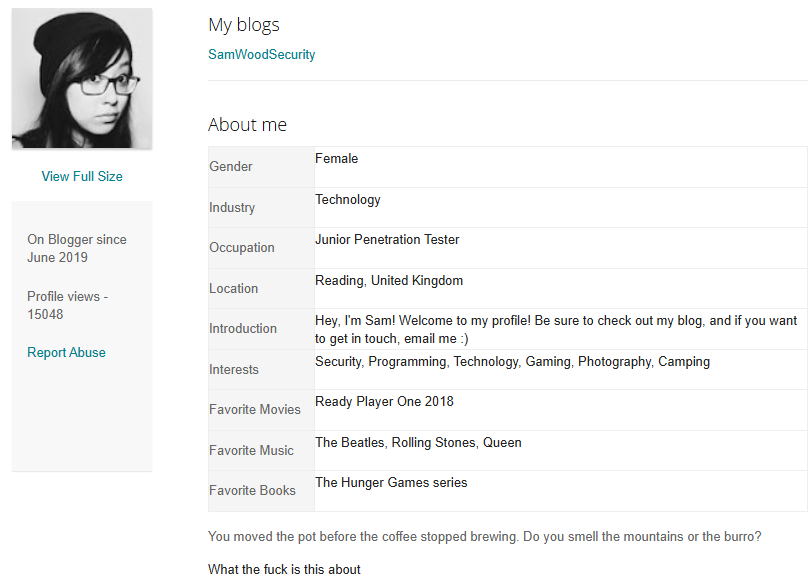 My blogs
SamWoodSecurity
About me
View Full Size
On Blogger since
June 2019
Profile views -
15048
Report Abuse
Gender Female
Industry Technology
Occupation Junior Penetration Tester
Location Reading, United Kingdom
Introduction Hey, I'm Sam! Welcome to my profile! Be sure to check out my blog, and if you want
to get in touch, email me :)
Interests Security, Programming, Technology, Gaming, Photography, Camping
Favorite Movies Ready Player One 2018
Favorite Music The Beatles, Rolling Stones, Queen
Favorite Books The Hunger Games series
You moved the pot before the coffee stopped brewing. Do you smell the mountains or the burro?
What the fuck is this about